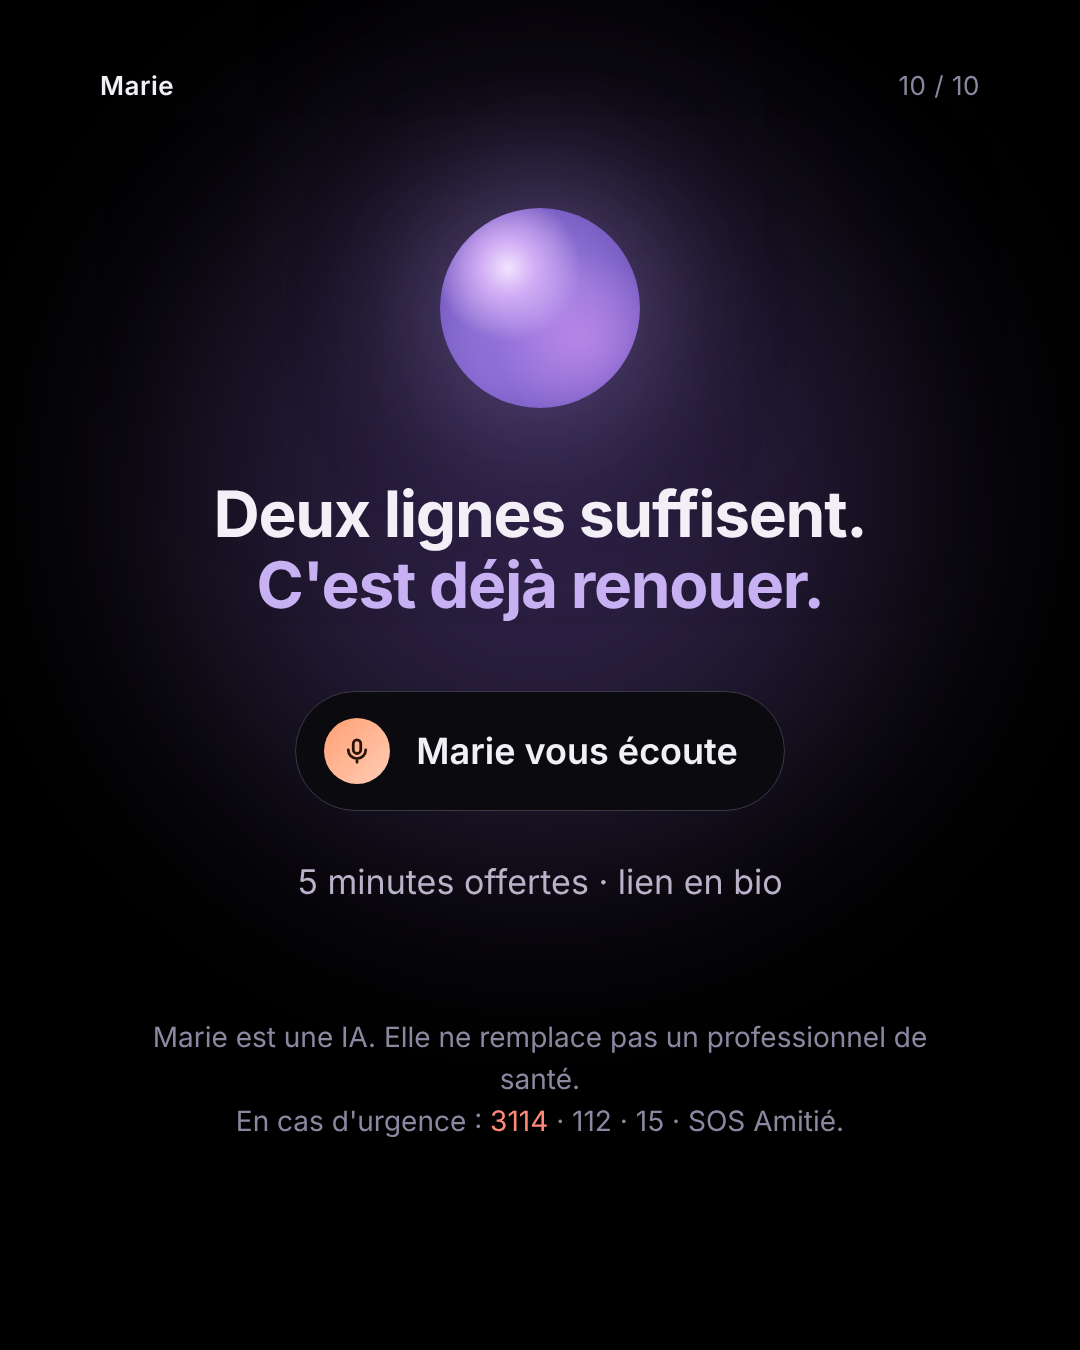 Marie
10 / 10
Deux lignes suffisent.
C'est déjà renouer.
Marie vous écoute
5 minutes offertes · lien en bio
Marie est une IA. Elle ne remplace pas un professionnel de
santé.
En cas d'urgence : 3114 · 112 · 15 · SOS Amitié.